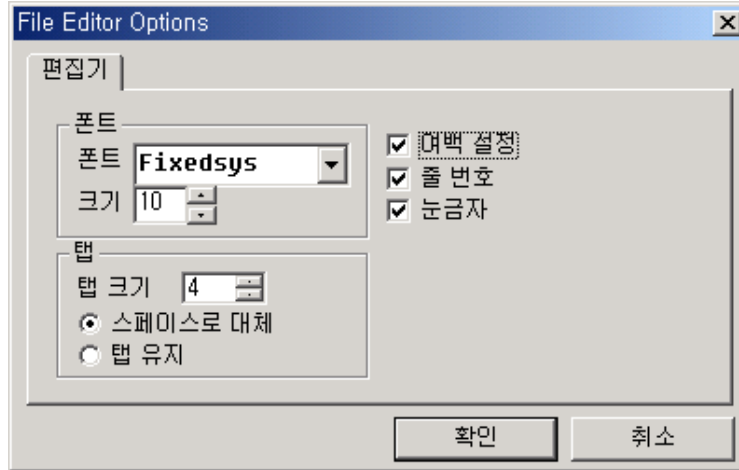 File Editor Options
편집기
폰트
폰트 Fixedsys
크기 10
여백 설정
줄 번호
눈금자
탭
탭 크기 4
스페이스로 대체
탭 유지
확인 취소